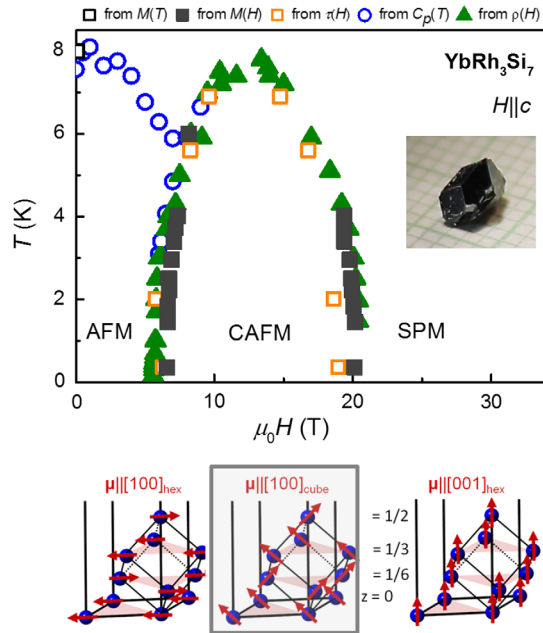 from M(T) from M(H) from τ(H) from Cp(T) from ρ(H)
YbRh3Si7
H||c
8
6
4
2
0
T (K)
AFM CAFM SPM
0 10 20 30
μ0H (T)
μ||[100]hex μ||[100]cube μ||[001]hex
= 1/2
= 1/3
= 1/6
z = 0